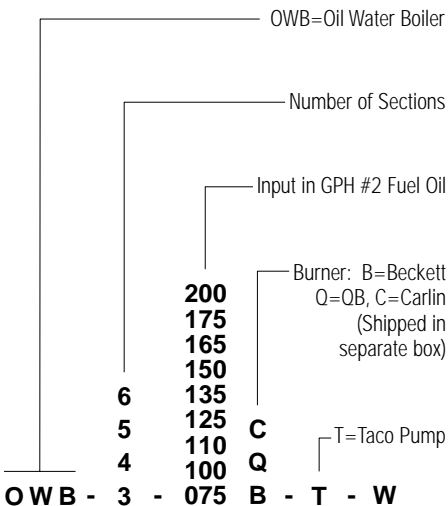 OWB=Oil Water Boiler
Number of Sections
Input in GPH #2 Fuel Oil
Burner: B=Beckett
Q=QB, C=Carlin
(Shipped in
separate box)
200
175
165
150
135
125
110
100
6
5
4
C
Q
T=Taco Pump
OWB - 3 - 075 B - T - W